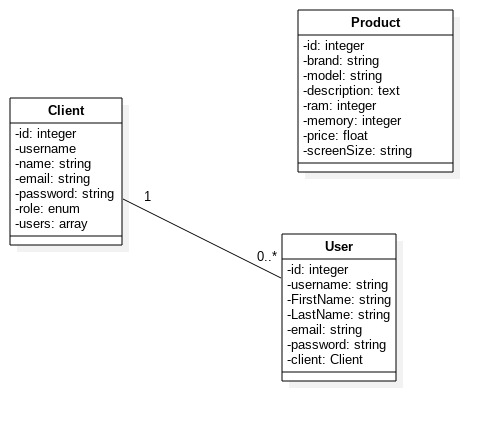 Product
-id: integer
-brand: string
-model: string
-description: text
-ram: integer
-memory: integer
-price: float
-screenSize: string
Client
-id: integer
-username
-name: string
-email: string
-password: string
-role: enum
-users: array
1
0..*
User
-id: integer
-username: string
-FirstName: string
-LastName: string
-email: string
-password: string
-client: Client